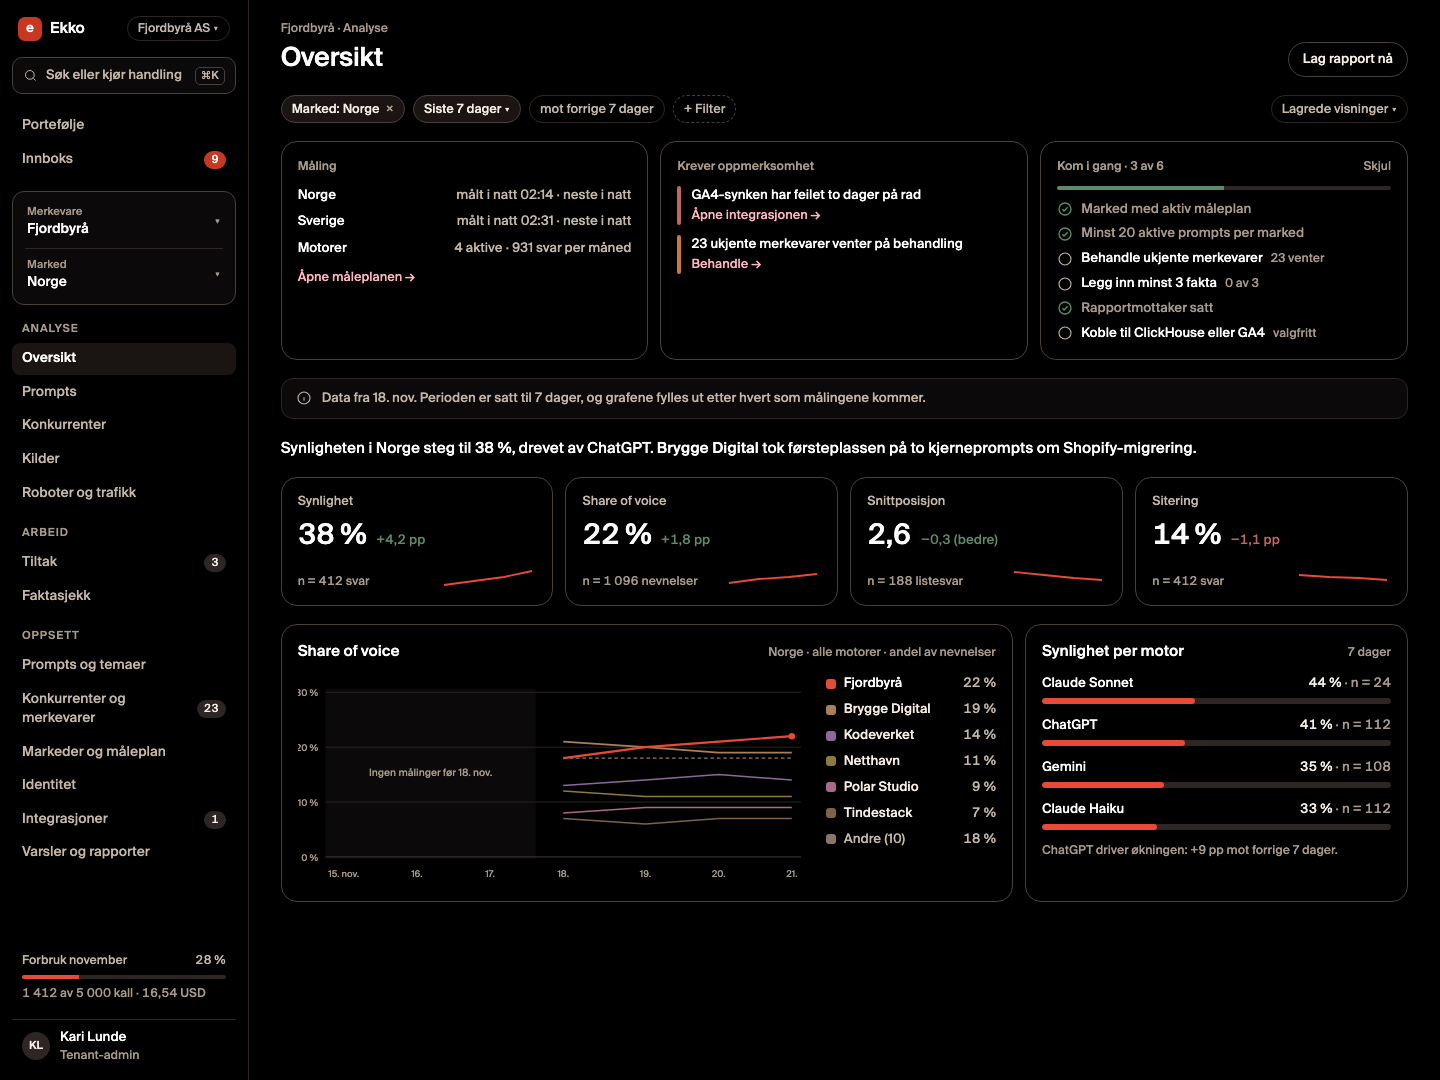 e Ekko
Fjordbyrå AS ▾
Søk eller kjør handling ⌘K
Portefølje
Innboks 9
Merkevare
Fjordbyrå ▾
Marked
Norge ▾
ANALYSE
Oversikt
Prompts
Konkurrenter
Kilder
Roboter og trafikk
ARBEID
Tiltak 3
Faktasjekk
OPPSETT
Prompts og temaer
Konkurrenter og
merkevarer 23
Markeder og måleplan
Identitet
Integrasjoner 1
Varsler og rapporter
Forbruk november 28 %
1 412 av 5 000 kall · 16,54 USD
KL Kari Lunde
Tenant-admin
Fjordbyrå · Analyse
Oversikt
Lag rapport nå
Marked: Norge × Siste 7 dager ▾ mot forrige 7 dager + Filter
Lagrede visninger ▾
Måling
Norge målt i natt 02:14 · neste i natt
Sverige målt i natt 02:31 · neste i natt
Motorer 4 aktive · 931 svar per måned
Åpne måleplanen →
Krever oppmerksomhet
GA4-synken har feilet to dager på rad
Åpne integrasjonen →
23 ukjente merkevarer venter på behandling
Behandle →
Kom i gang · 3 av 6 Skjul
Marked med aktiv måleplan
Minst 20 aktive prompts per marked
Behandle ukjente merkevarer 23 venter
Legg inn minst 3 fakta 0 av 3
Rapportmottaker satt
Koble til ClickHouse eller GA4 valgfritt
Data fra 18. nov. Perioden er satt til 7 dager, og grafene fylles ut etter hvert som målingene kommer.
Synligheten i Norge steg til 38 %, drevet av ChatGPT. Brygge Digital tok førsteplassen på to kjerneprompts om Shopify-migrering.
Synlighet
38 % +4,2 pp
n = 412 svar
Share of voice
22 % +1,8 pp
n = 1 096 nevnelser
Snittposisjon
2,6 −0,3 (bedre)
n = 188 listesvar
Sitering
14 % −1,1 pp
n = 412 svar
Share of voice Norge · alle motorer · andel av nevnelser
30 %
20 %
10 %
0 %
Ingen målinger før 18. nov.
15. nov. 16. 17. 18. 19. 20. 21.
Fjordbyrå 22 %
Brygge Digital 19 %
Kodeverket 14 %
Netthavn 11 %
Polar Studio 9 %
Tindestack 7 %
Andre (10) 18 %
Synlighet per motor 7 dager
Claude Sonnet 44 % · n = 24
ChatGPT 41 % · n = 112
Gemini 35 % · n = 108
Claude Haiku 33 % · n = 112
ChatGPT driver økningen: +9 pp mot forrige 7 dager.